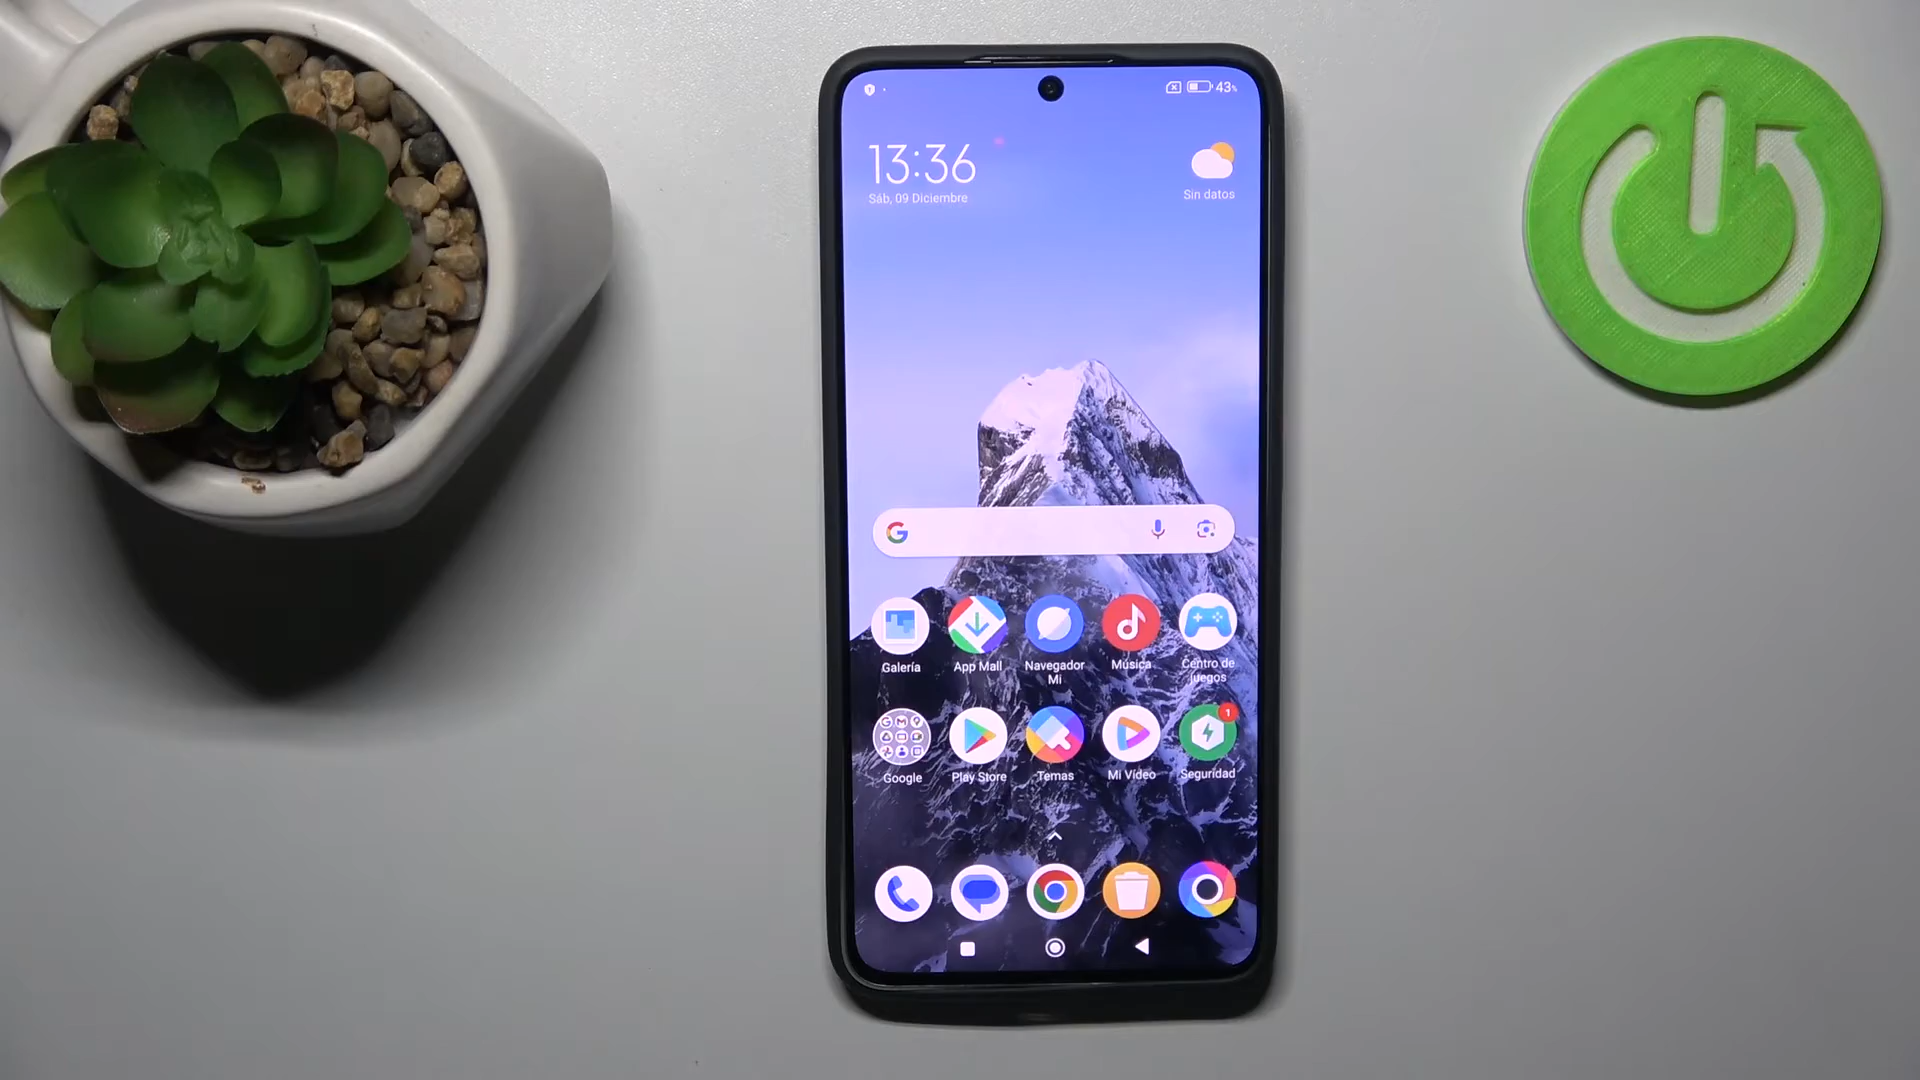 43%
13:36
Sáb, 09 Diciembre
Sin datos
Galería
App Mall
Navegador
Mi
Música
Centro de
juegos
Google
Play Store
Temas
Mi Vídeo
1
Seguridad